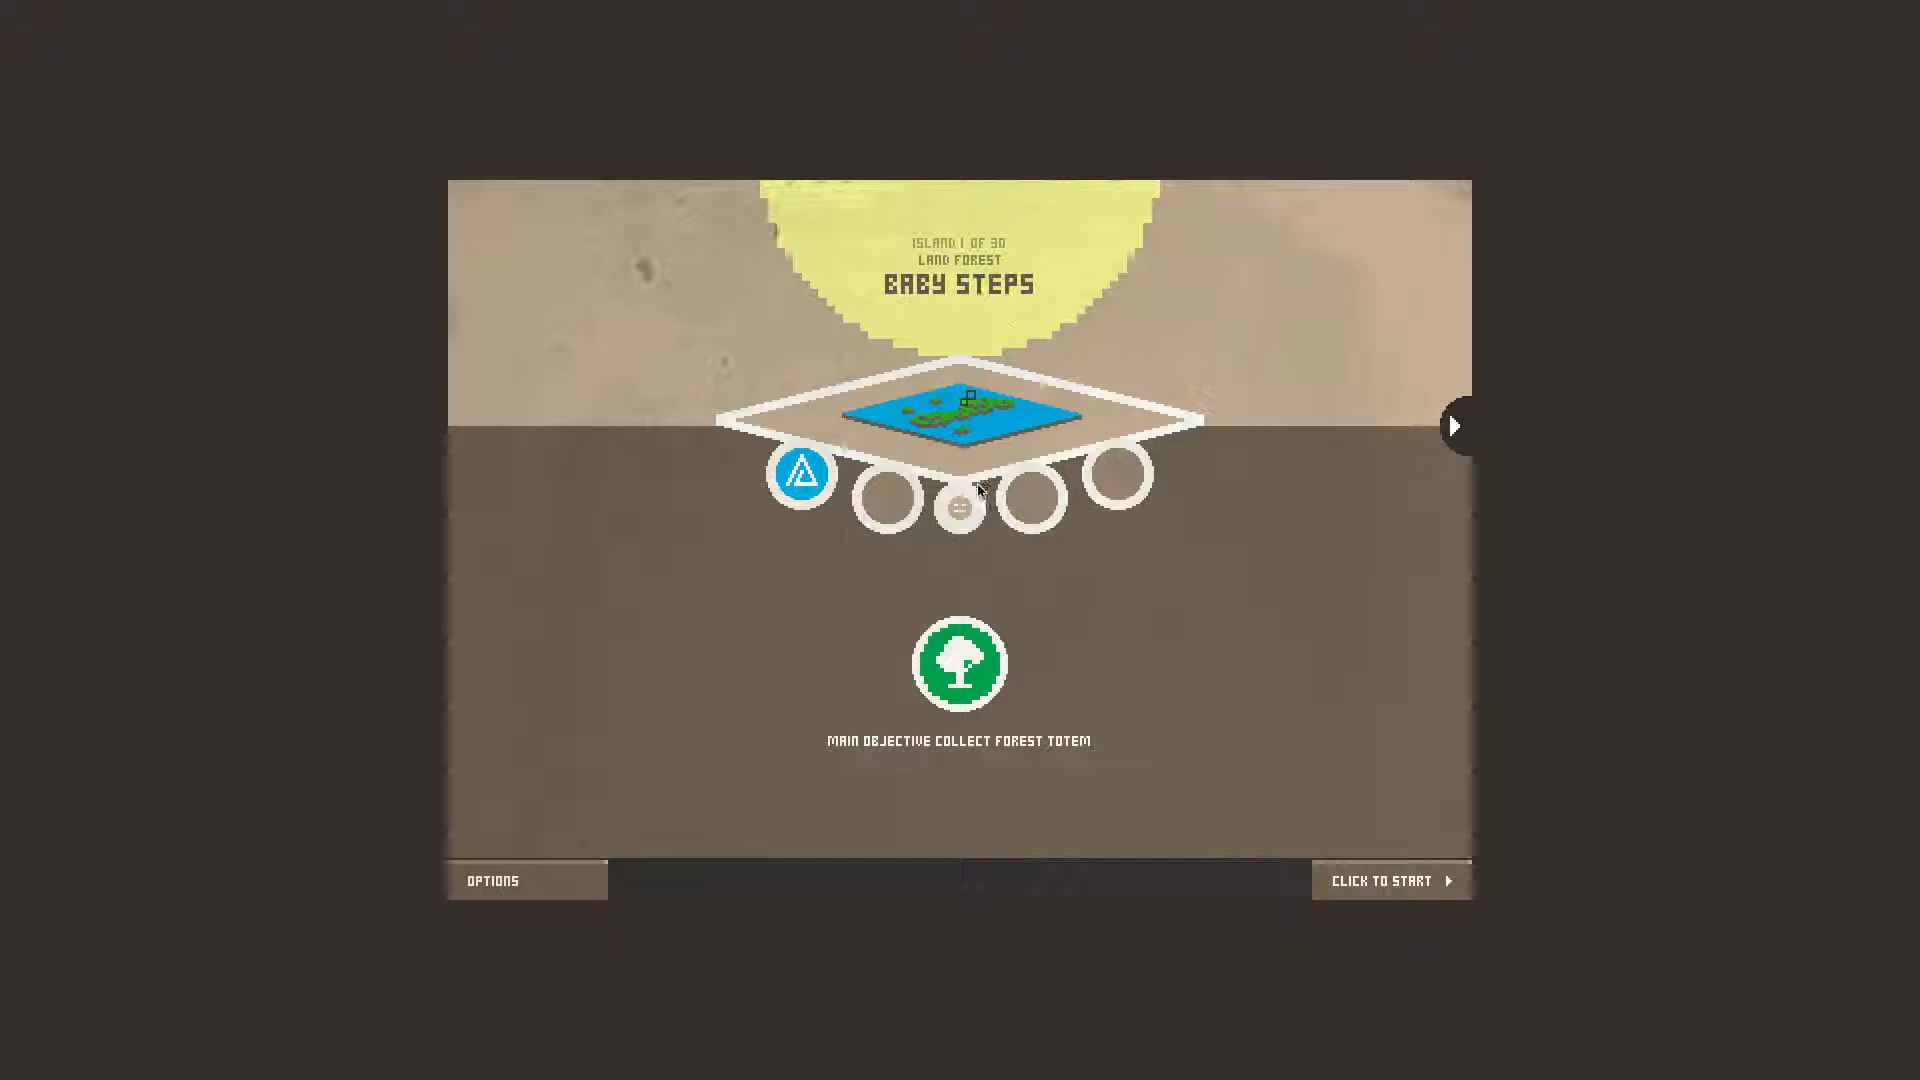 ISLAND 1 OF 30
LAND FOREST
BABY STEPS
MAIN OBJECTIVE COLLECT FOREST TOTEM
OPTIONS
CLICK TO START